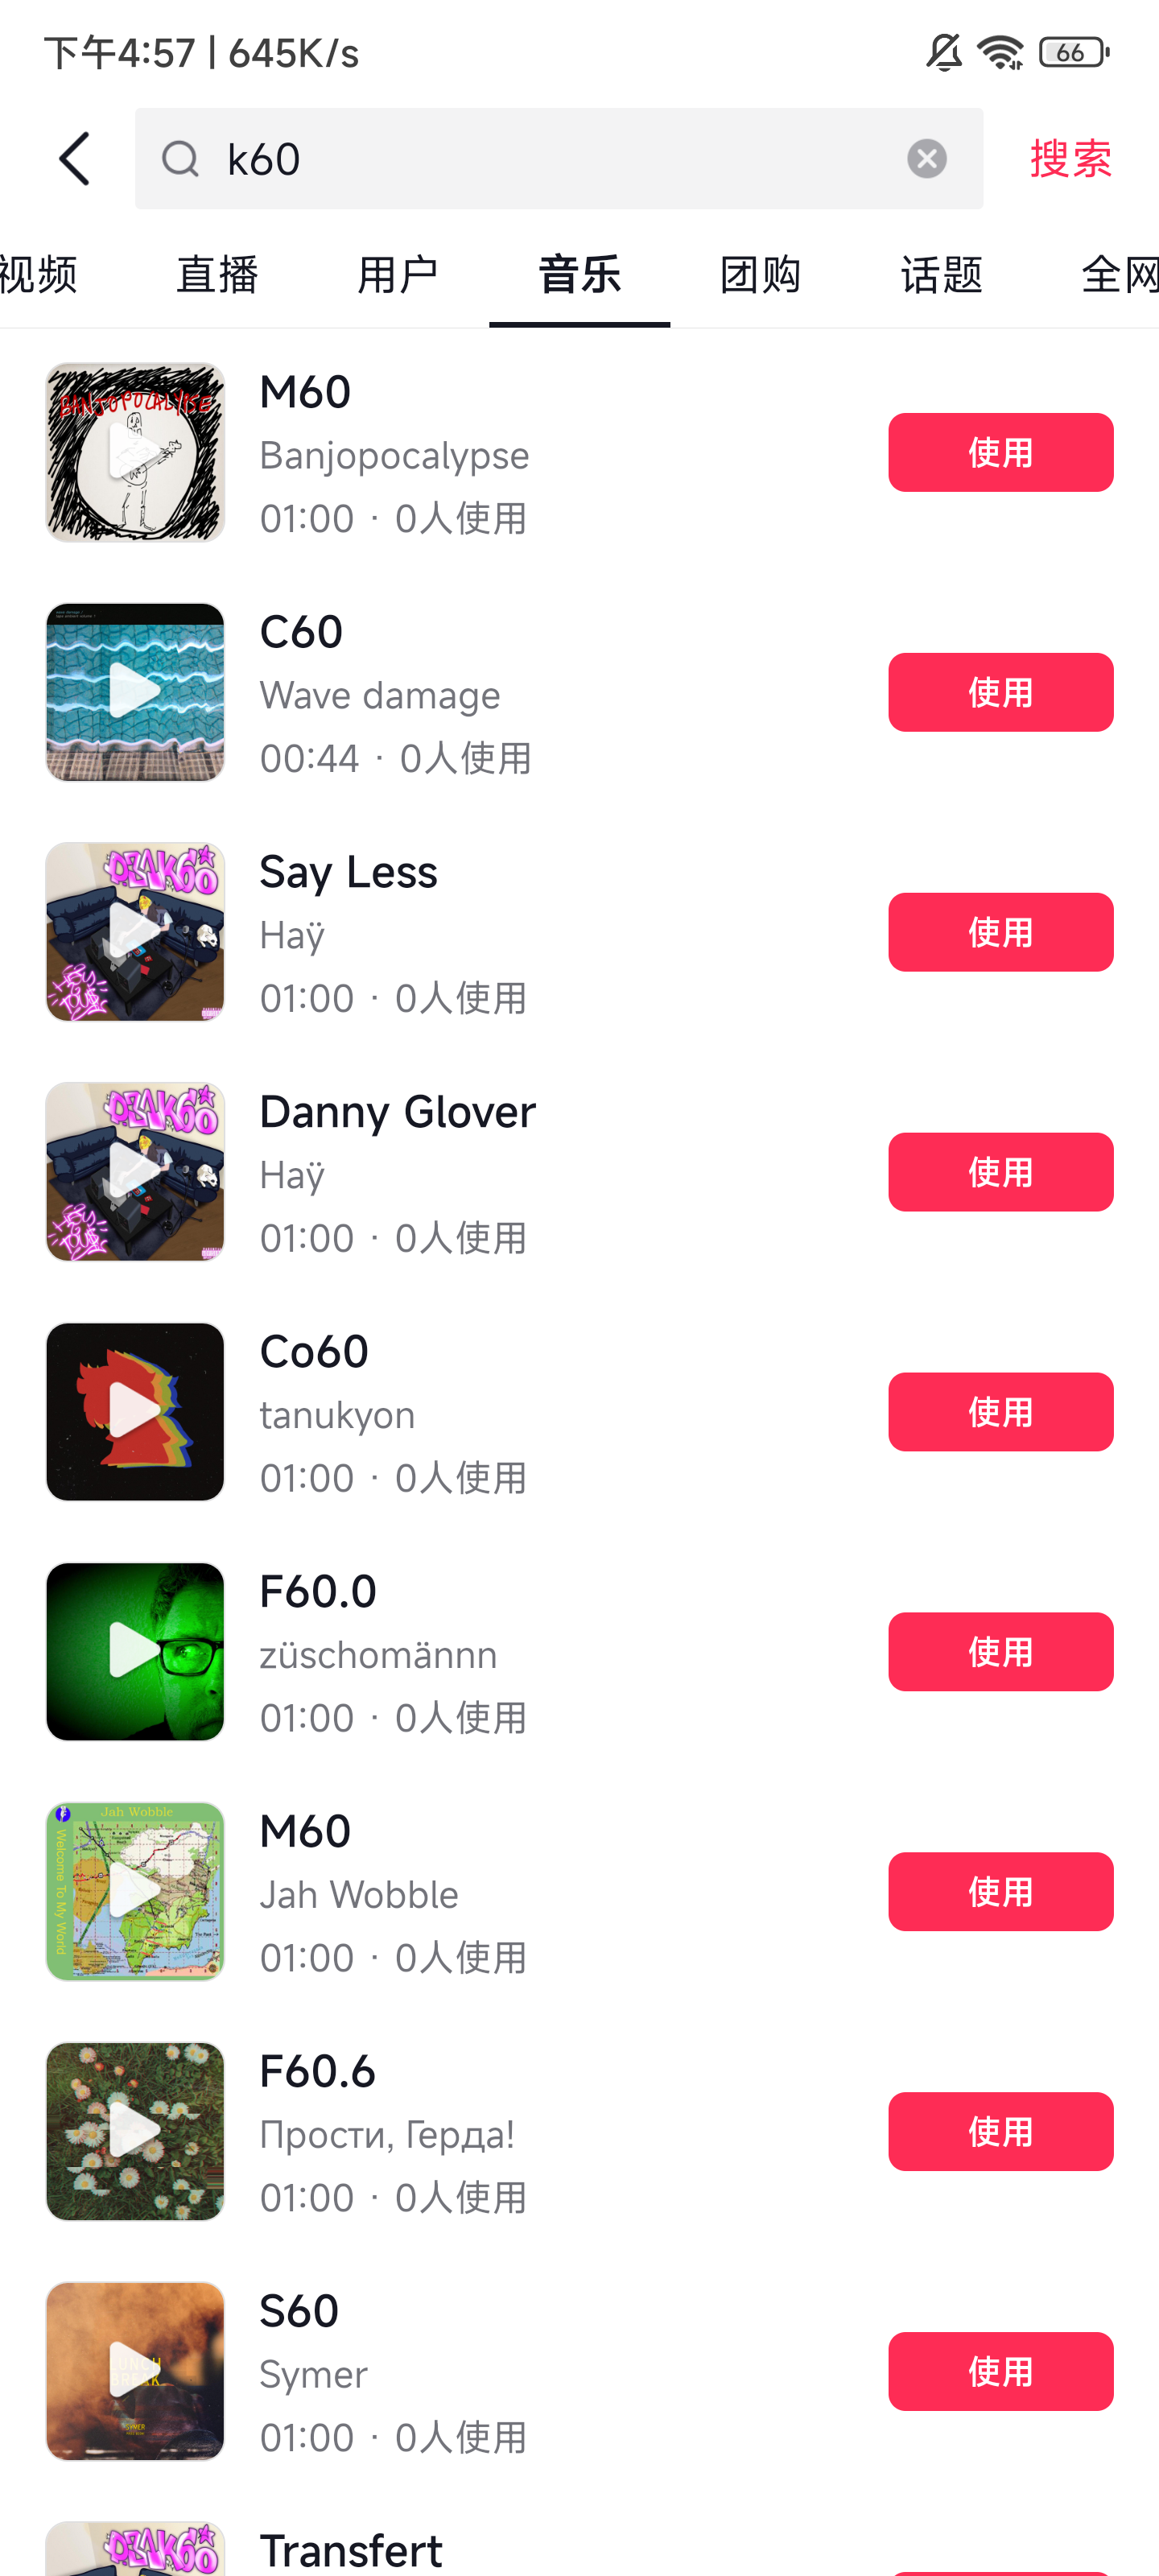 下午4:57 | 645K/s
66
k60
搜索
视频 直播 用户 音乐 团购 话题 全网
BANJOPOCALYPSE
M60
Banjopocalypse
01:00 · 0人使用
使用
C60
Wave damage
00:44 · 0人使用
使用
OZAK60
Say Less
Haÿ
01:00 · 0人使用
使用
OZAK60
Danny Glover
Haÿ
01:00 · 0人使用
使用
Co60
tanukyon
01:00 · 0人使用
使用
F60.0
züschomännn
01:00 · 0人使用
使用
Jah Wobble
Welcome To My World
M60
Jah Wobble
01:00 · 0人使用
使用
F60.6
Прости, Герда!
01:00 · 0人使用
使用
LUNCH
BREAK
SYMER
S60
Symer
01:00 · 0人使用
使用
OZAK60
Transfert